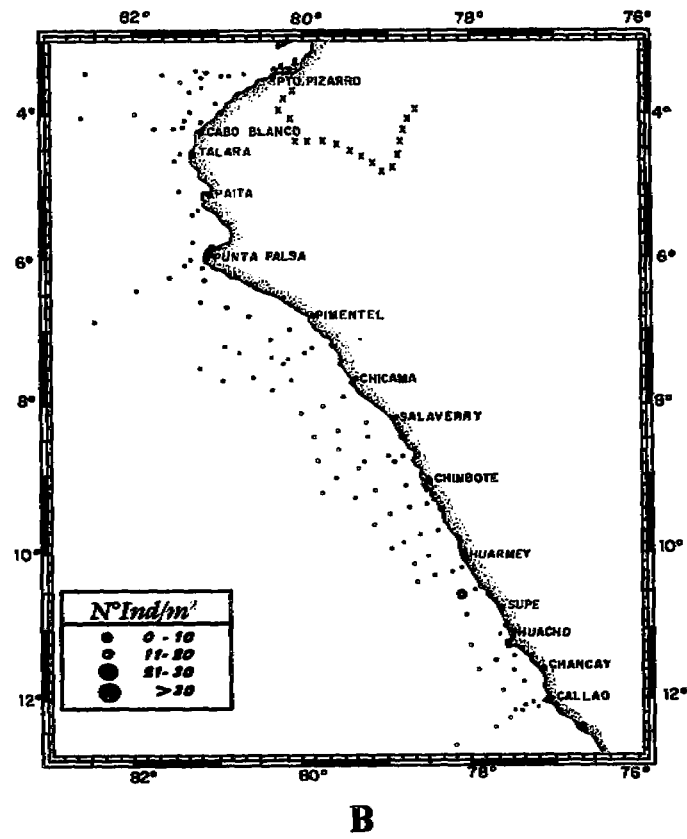 82° 80° 78° 76°
PTO. PIZARRO
4° 4°
CABO BLANCO
TALARA
PAITA
6° PUNTA FALSA 6°
PIMENTEL
CHICAMA
8° 8°
SALAVERRY
CHIMBOTE
10° HUARMEY 10°
N°Ind/m²
0 - 10
11-20
21-30
>30
SUPE
HUACHO
CHANCAY
12° CALLAO 12°
82° 80° 78° 76°
B